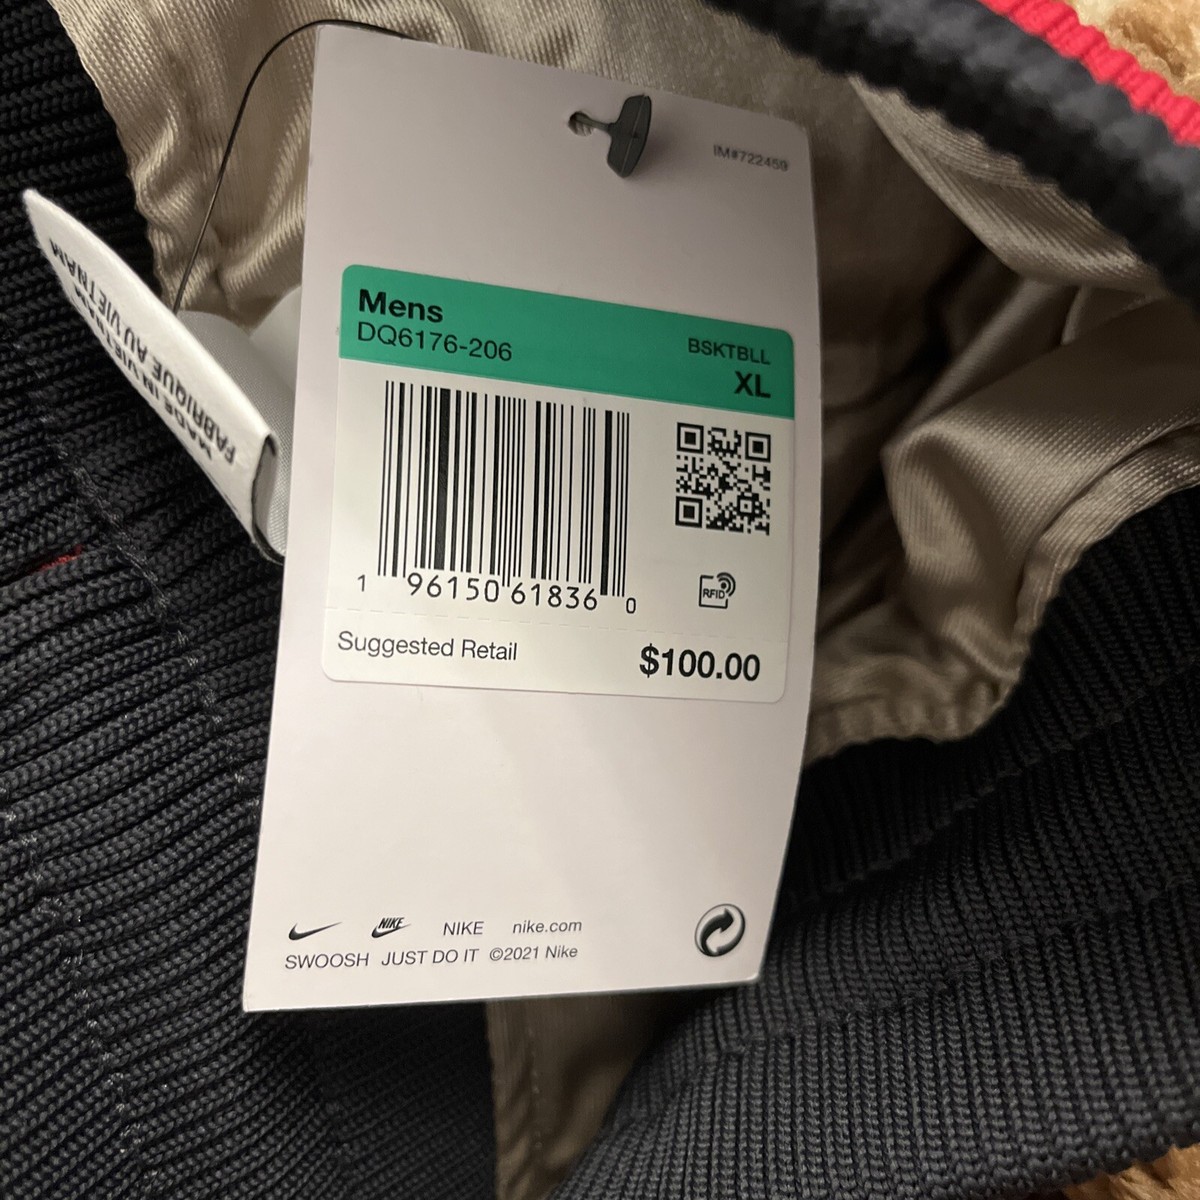 IM#722459
Mens
DQ6176-206
BSKTBLL
XL
1 96150 61836 0
RFID
Suggested Retail
$100.00
NIKE NIKE nike.com
SWOOSH JUST DO IT ©2021 Nike
MADE IN VIETNAM
FABRIQUE AU VIETNAM